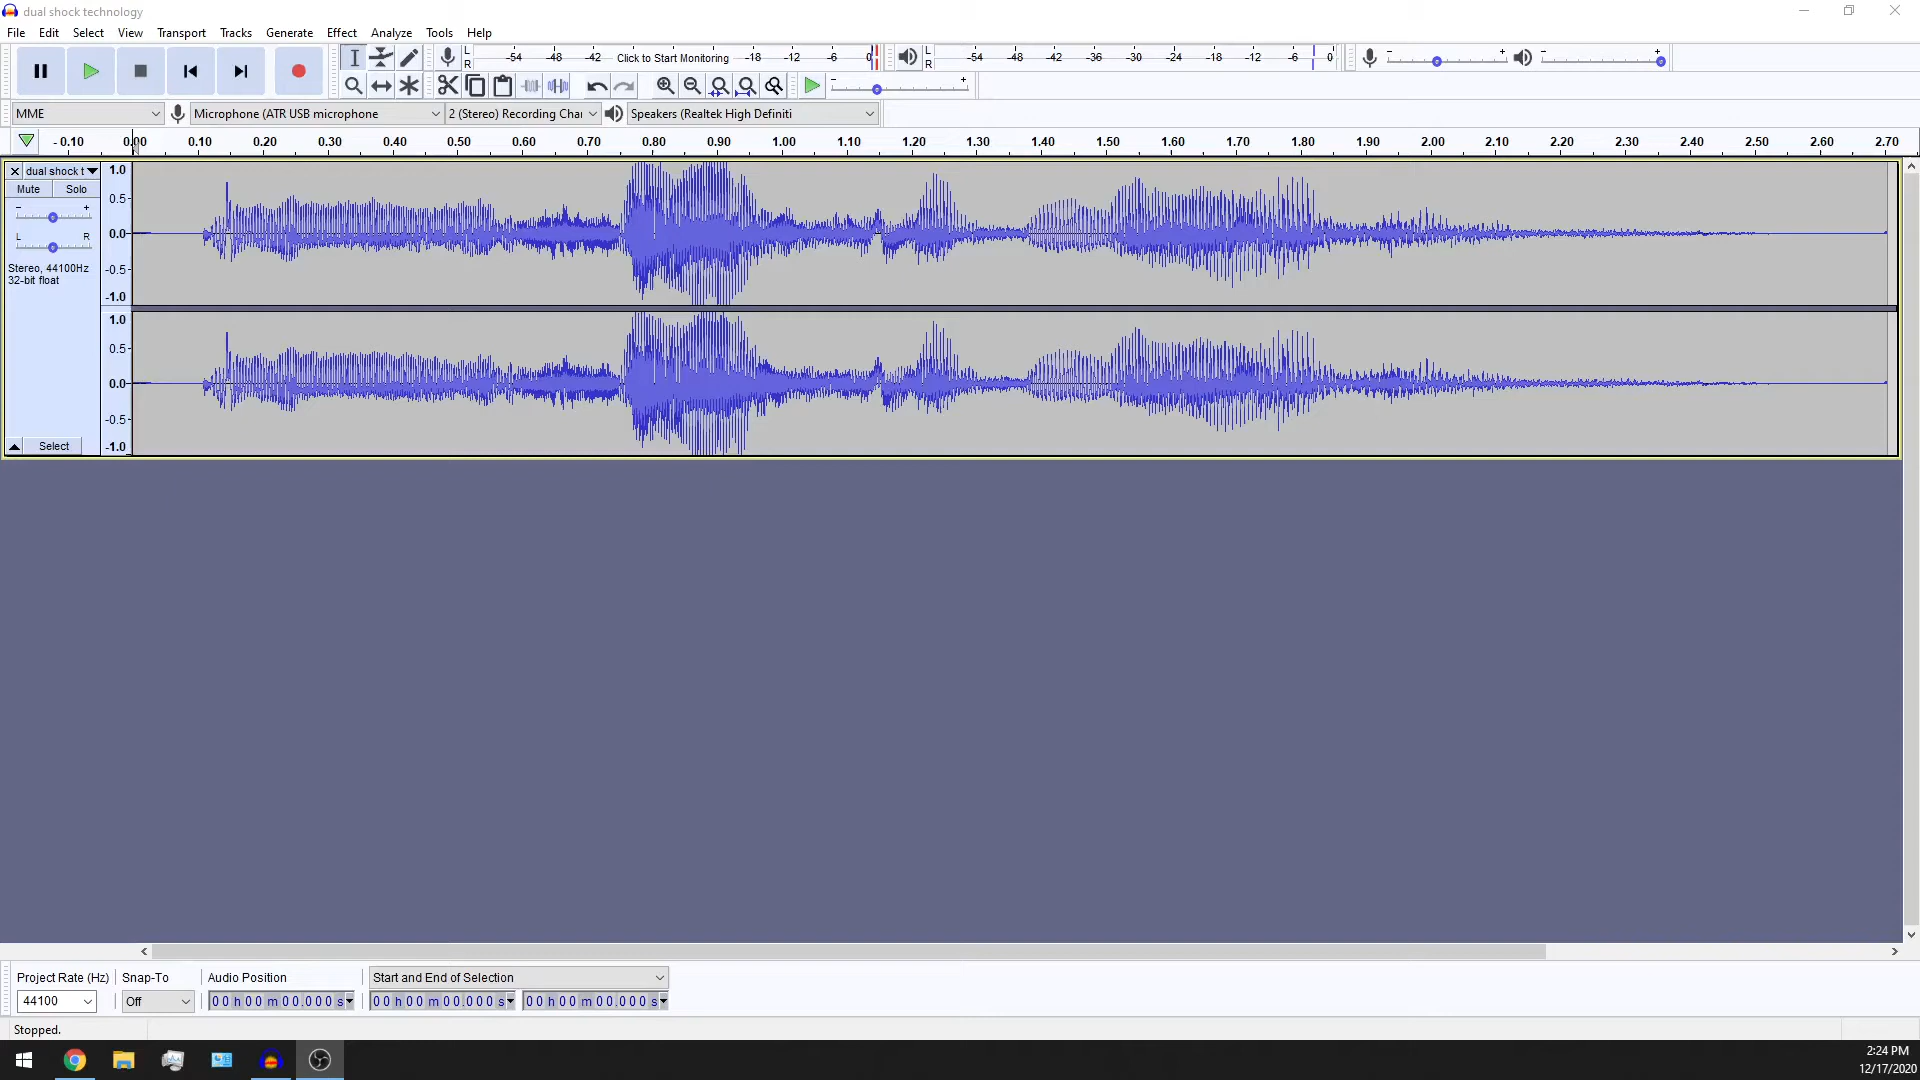 dual shock technology
File Edit Select View Transport Tracks Generate Effect Analyze Tools Help
L
R
-54 -48 -42 Click to Start Monitoring -18 -12 -6 0
L
R
-54 -48 -42 -36 -30 -24 -18 -12 -6 0
- +
- +
- +
MME Microphone (ATR USB microphone 2 (Stereo) Recording Char Speakers (Realtek High Definiti
- 0.10 0.00 0.10 0.20 0.30 0.40 0.50 0.60 0.70 0.80 0.90 1.00 1.10 1.20 1.30 1.40 1.50 1.60 1.70 1.80 1.90 2.00 2.10 2.20 2.30 2.40 2.50 2.60 2.70
dual shock t
Mute Solo
- +
L R
Stereo, 44100Hz
32-bit float
Select
1.0
0.5-
0.0-
-0.5-
-1.0
1.0
0.5-
0.0-
-0.5-
-1.0
Project Rate (Hz) Snap-To Audio Position Start and End of Selection
44100 Off 00 h 00 m 00.000 s 00 h 00 m 00.000 s 00 h 00 m 00.000 s
Stopped.
2:24 PM
12/17/2020